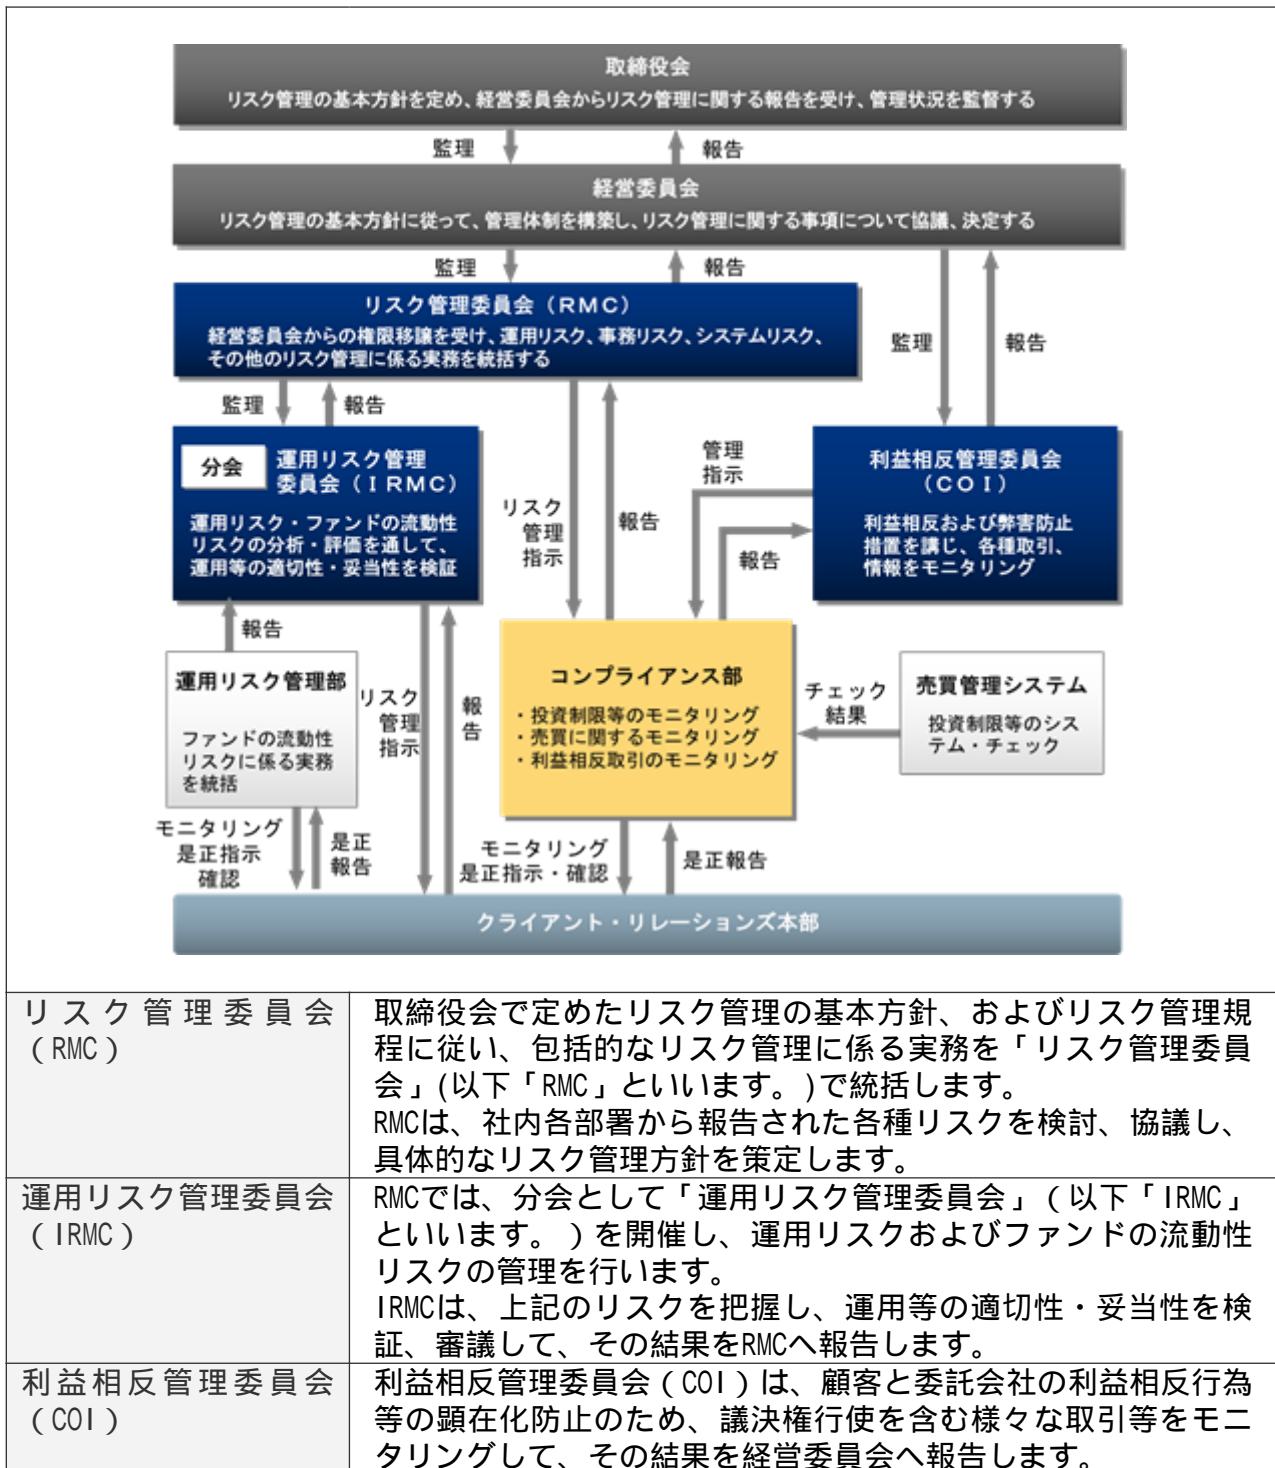 取締役会
リスク管理の基本方針を定め、経営委員会からリスク管理に関する報告を受け、管理状況を監督する
監理
報告
経営委員会
リスク管理の基本方針に従って、管理体制を構築し、リスク管理に関する事項について協議、決定する
監理
報告
リスク管理委員会（RMC）
経営委員会からの権限移譲を受け、運用リスク、事務リスク、システムリスク、
その他のリスク管理に係る実務を統括する
監理
報告
監理
報告
分会
運用リスク管理
委員会（IRMC）
運用リスク・ファンドの流動性
リスクの分析・評価を通して、
運用等の適切性・妥当性を検証
リスク
管理
指示
報告
管理
指示
報告
利益相反管理委員会
（COI）
利益相反および弊害防止
措置を講じ、各種取引、
情報をモニタリング
報告
運用リスク管理部
ファンドの流動性
リスクに係る実務
を統括
リスク
管理
指示
報
告
コンプライアンス部
・投資制限等のモニタリング
・売買に関するモニタリング
・利益相反取引のモニタリング
チェック
結果
売買管理システム
投資制限等のシス
テム・チェック
モニタリング
是正指示
確認
是正
報告
モニタリング
是正指示・確認
是正報告
クライアント・リレーションズ本部
リスク管理委員会
（RMC）
取締役会で定めたリスク管理の基本方針、およびリスク管理規
程に従い、包括的なリスク管理に係る実務を「リスク管理委員
会」(以下「RMC」といいます。)で統括します。
RMCは、社内各部署から報告された各種リスクを検討、協議し、
具体的なリスク管理方針を策定します。
運用リスク管理委員会
（IRMC）
RMCでは、分会として「運用リスク管理委員会」（以下「IRMC」
といいます。）を開催し、運用リスクおよびファンドの流動性
リスクの管理を行います。
IRMCは、上記のリスクを把握し、運用等の適切性・妥当性を検
証、審議して、その結果をRMCへ報告します。
利益相反管理委員会
（COI）
利益相反管理委員会（COI）は、顧客と委託会社の利益相反行為
等の顕在化防止のため、議決権行使を含む様々な取引等をモニ
タリングして、その結果を経営委員会へ報告します。